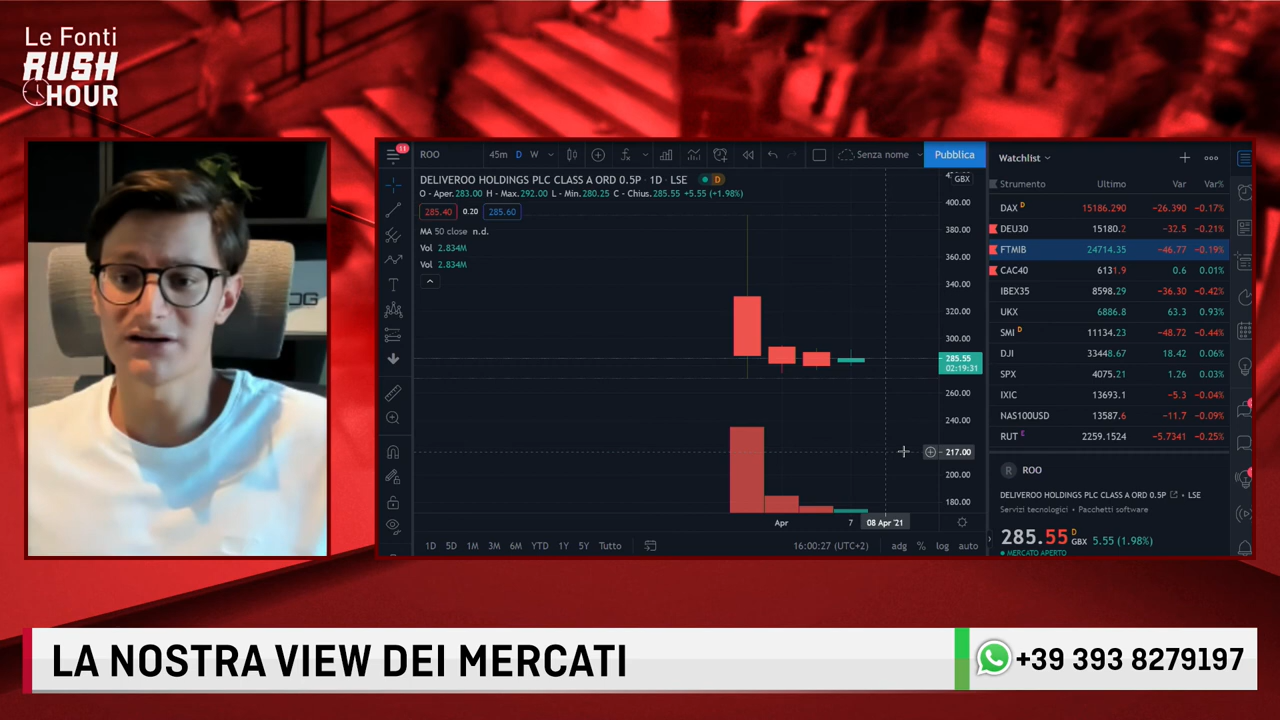 Le Fonti
RUSH
HOUR
11
ROO
45m D W
Senza nome
Pubblica
DELIVEROO HOLDINGS PLC CLASS A ORD 0.5P · 1D · LSE D
O - Aper.283.00 H - Max.292.00 L - Min.280.25 C - Chius.285.55 +5.55 (+1.98%)
285.40 0.20 285.60
MA 50 close n.d.
Vol 2.834M
Vol 2.834M
GBX
400.00
380.00
360.00
340.00
320.00
300.00
285.55
02:19:31
260.00
240.00
217.00
200.00
180.00
Apr 7 08 Apr '21
1D 5D 1M 3M 6M YTD 1Y 5Y Tutto
16:00:27 (UTC+2) adg % log auto
Watchlist
Strumento Ultimo Var Var%
DAX D 15186.290 −26.390 −0.17%
DEU30 15180.2 −32.5 −0.21%
FTMIB 24714.35 −46.77 −0.19%
CAC40 6131.9 0.6 0.01%
IBEX35 8598.29 −36.30 −0.42%
UKX 6886.8 63.3 0.93%
SMI D 11134.23 −48.72 −0.44%
DJI 33448.67 18.42 0.06%
SPX 4075.21 1.26 0.03%
IXIC 13693.1 −5.3 −0.04%
NAS100USD 13587.6 −11.7 −0.09%
RUT E 2259.1524 −5.7341 −0.25%
R ROO
DELIVEROO HOLDINGS PLC CLASS A ORD 0.5P • LSE
Servizi tecnologici • Pacchetti software
285.55 D GBX 5.55 (1.98%)
MERCATO APERTO
LA NOSTRA VIEW DEI MERCATI
+39 393 8279197